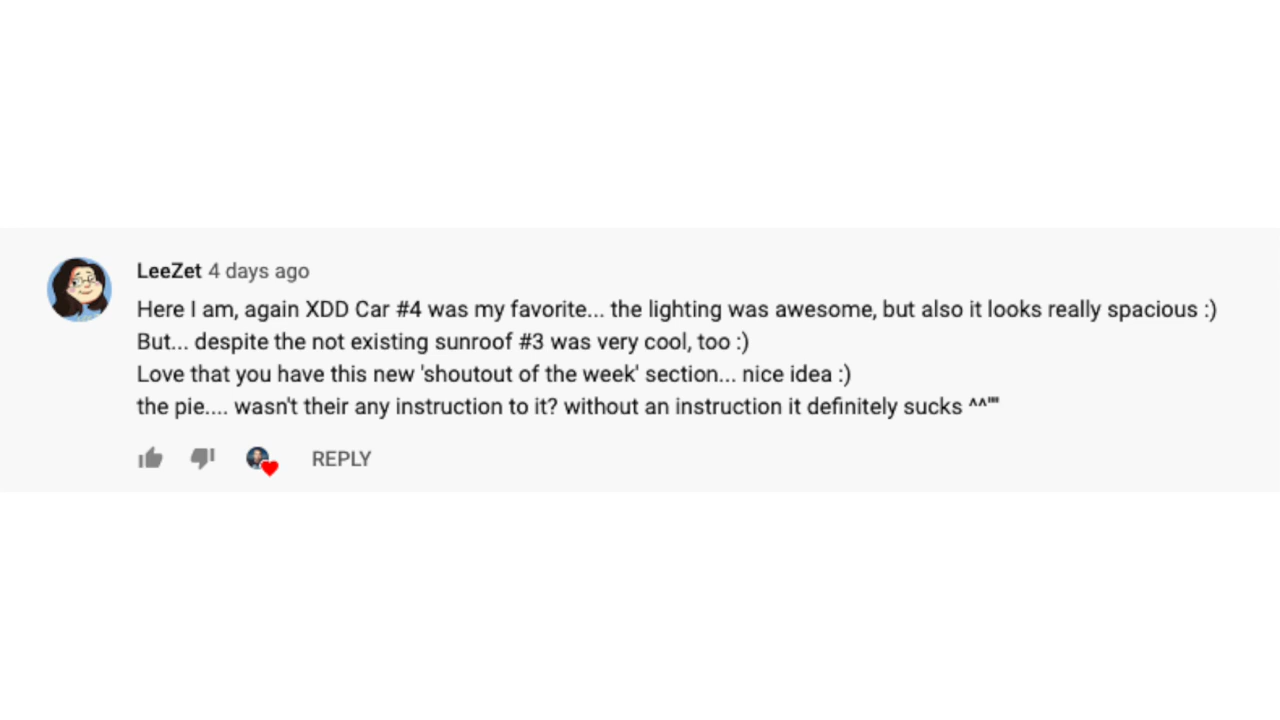 LeeZet 4 days ago
Here I am, again XDD Car #4 was my favorite... the lighting was awesome, but also it looks really spacious :)
But... despite the not existing sunroof #3 was very cool, too :)
Love that you have this new 'shoutout of the week' section... nice idea :)
the pie.... wasn't their any instruction to it? without an instruction it definitely sucks ^^""
REPLY